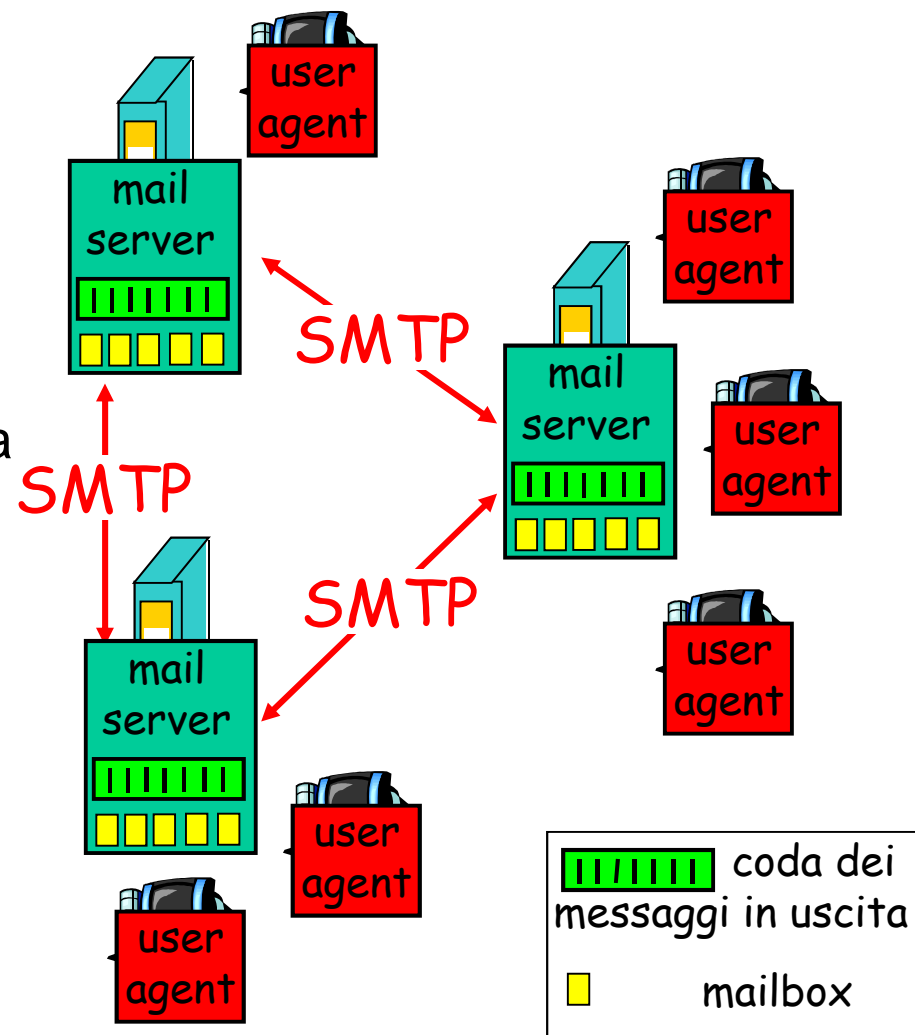 user
agent
mail
server
user
agent
SMTP
mail
server
user
agent
a
SMTP
SMTP
user
agent
mail
server
user
agent
user
agent
coda dei
messaggi in uscita
mailbox